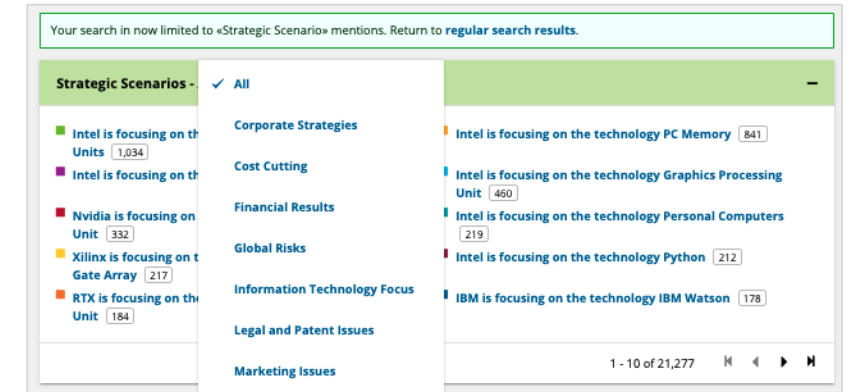 Your search in now limited to «Strategic Scenario» mentions. Return to regular search results.
Strategic Scenarios -
All
Corporate Strategies
Cost Cutting
Financial Results
Global Risks
Information Technology Focus
Legal and Patent Issues
Marketing Issues
Intel is focusing on th
Units 1,034
Intel is focusing on th
Nvidia is focusing on
Unit 332
Xilinx is focusing on t
Gate Array 217
RTX is focusing on the
Unit 184
Intel is focusing on the technology PC Memory 841
Intel is focusing on the technology Graphics Processing
Unit 460
Intel is focusing on the technology Personal Computers
219
Intel is focusing on the technology Python 212
IBM is focusing on the technology IBM Watson 178
1 - 10 of 21,277